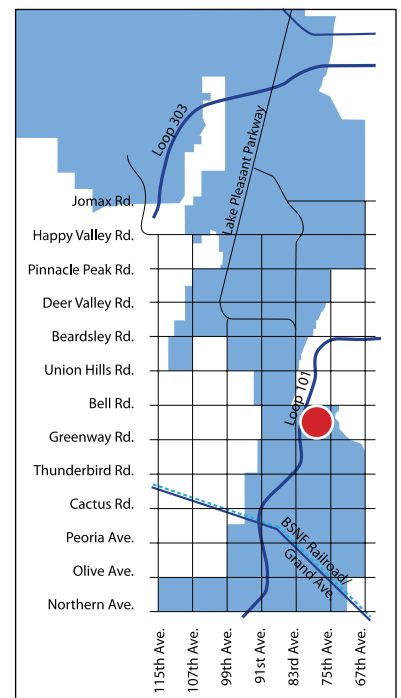 Loop 303
Lake Pleasant Parkway
Jomax Rd.
Happy Valley Rd.
Pinnacle Peak Rd.
Deer Valley Rd.
Beardsley Rd.
Union Hills Rd.
Loop 101
Bell Rd.
Greenway Rd.
Thunderbird Rd.
Cactus Rd.
BSNF Railroad/
Grand Ave
Peoria Ave.
Olive Ave.
Northern Ave.
115th Ave.
107th Ave.
99th Ave.
91st Ave.
83rd Ave.
75th Ave.
67th Ave.